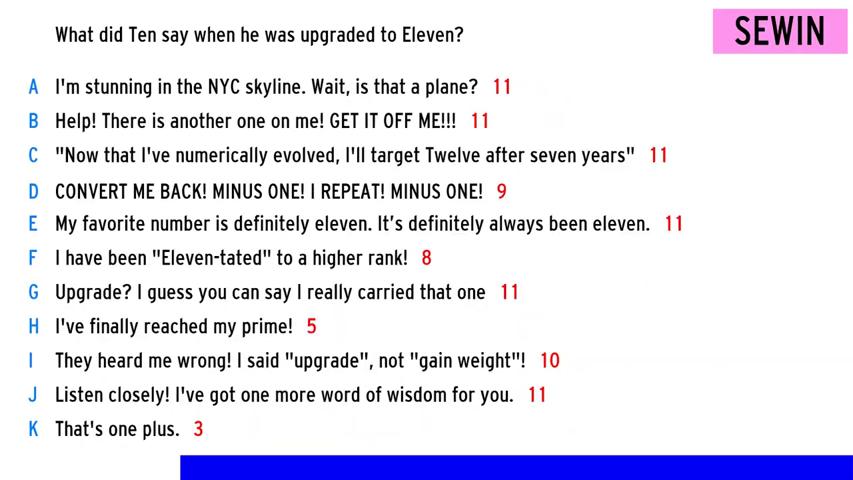 What did Ten say when he was upgraded to Eleven?
SEWIN
A I'm stunning in the NYC skyline. Wait, is that a plane? 11
B Help! There is another one on me! GET IT OFF ME!!! 11
C "Now that I've numerically evolved, I'll target Twelve after seven years" 11
D CONVERT ME BACK! MINUS ONE! I REPEAT! MINUS ONE! 9
E My favorite number is definitely eleven. It’s definitely always been eleven. 11
F I have been "Eleven-tated" to a higher rank! 8
G Upgrade? I guess you can say I really carried that one 11
H I've finally reached my prime! 5
I They heard me wrong! I said "upgrade", not "gain weight"! 10
J Listen closely! I've got one more word of wisdom for you. 11
K That's one plus. 3